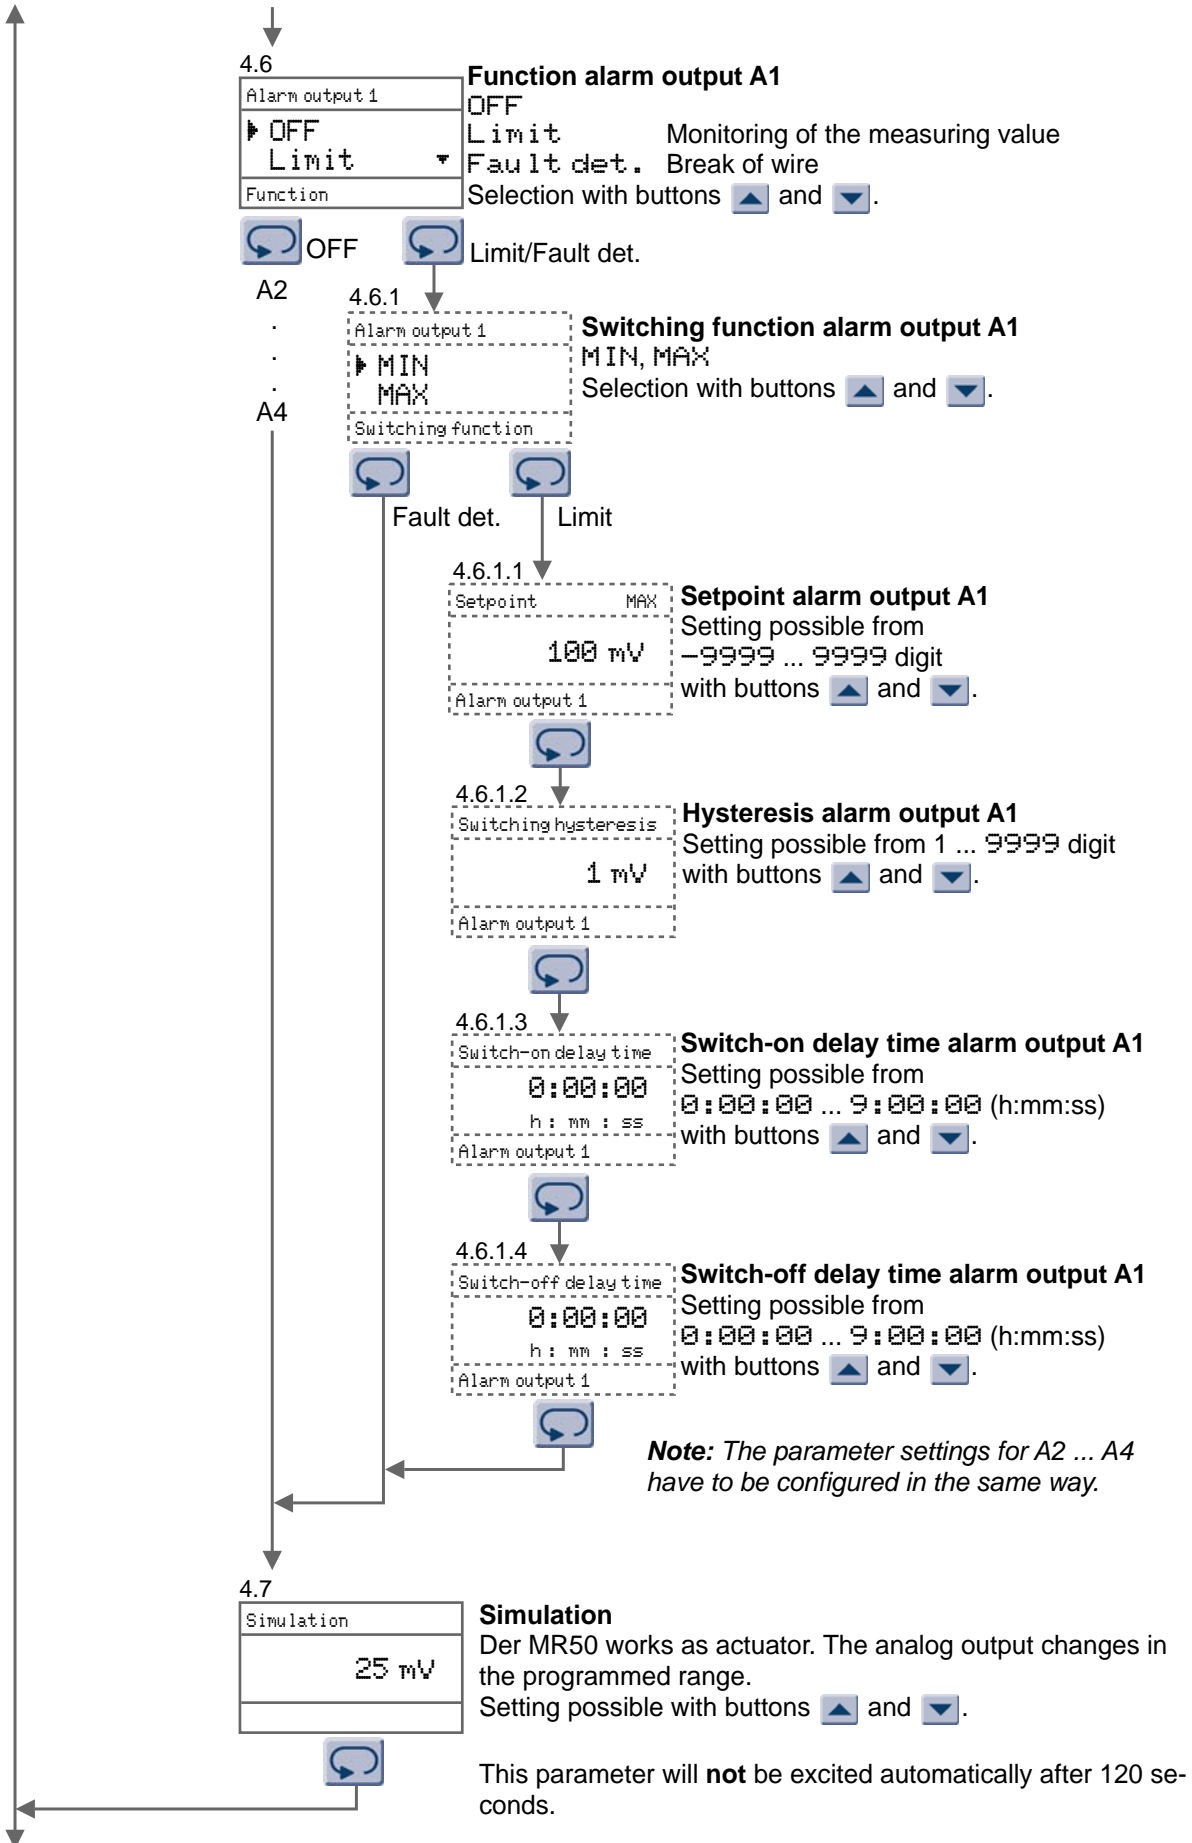 4.6
Alarm output 1
OFF
Limit
Function
Function alarm output A1
OFF
Limit Monitoring of the measuring value
Fault det. Break of wire
Selection with buttons and .
OFF
Limit/Fault det.
A2
.
.
.
A4
4.6.1
Alarm output 1
MIN
MAX
Switching function
Switching function alarm output A1
MIN, MAX
Selection with buttons and .
Fault det.
Limit
4.6.1.1
Setpoint MAX
100 mV
Alarm output 1
Setpoint alarm output A1
Setting possible from
-9999 ... 9999 digit
with buttons and .
4.6.1.2
Switching hysteresis
1 mV
Alarm output 1
Hysteresis alarm output A1
Setting possible from 1 ... 9999 digit
with buttons and .
4.6.1.3
Switch-on delay time
0:00:00
h : mm : ss
Alarm output 1
Switch-on delay time alarm output A1
Setting possible from
0:00:00 ... 9:00:00 (h:mm:ss)
with buttons and .
4.6.1.4
Switch-off delay time
0:00:00
h : mm : ss
Alarm output 1
Switch-off delay time alarm output A1
Setting possible from
0:00:00 ... 9:00:00 (h:mm:ss)
with buttons and .
Note: The parameter settings for A2 ... A4
have to be configured in the same way.
4.7
Simulation
25 mV
Simulation
Der MR50 works as actuator. The analog output changes in
the programmed range.
Setting possible with buttons and .
This parameter will not be excited automatically after 120 se-
conds.